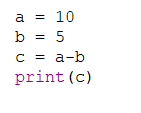 a = 10
b = 5
c = a-b
print(c)